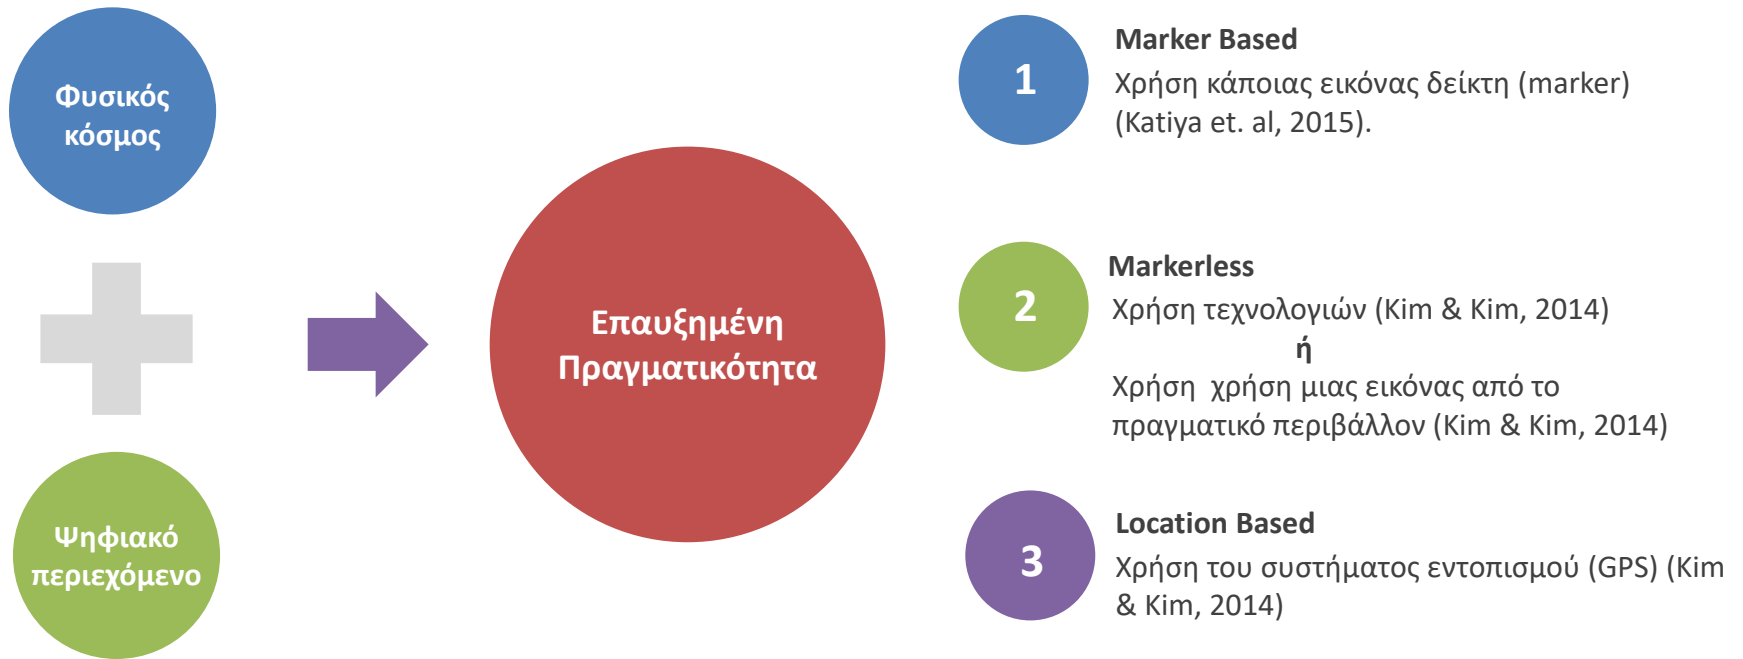 Φυσικός
κόσμος
Ψηφιακό
περιεχόμενο
Επαυξημένη
Πραγματικότητα
1
Marker Based
Χρήση κάποιας εικόνας δείκτη (marker)
(Katiya et. al, 2015).
2
Markerless
Χρήση τεχνολογιών (Kim & Kim, 2014)
ή
Χρήση χρήση μιας εικόνας από το
πραγματικό περιβάλλον (Kim & Kim, 2014)
3
Location Based
Χρήση του συστήματος εντοπισμού (GPS) (Kim
& Kim, 2014)